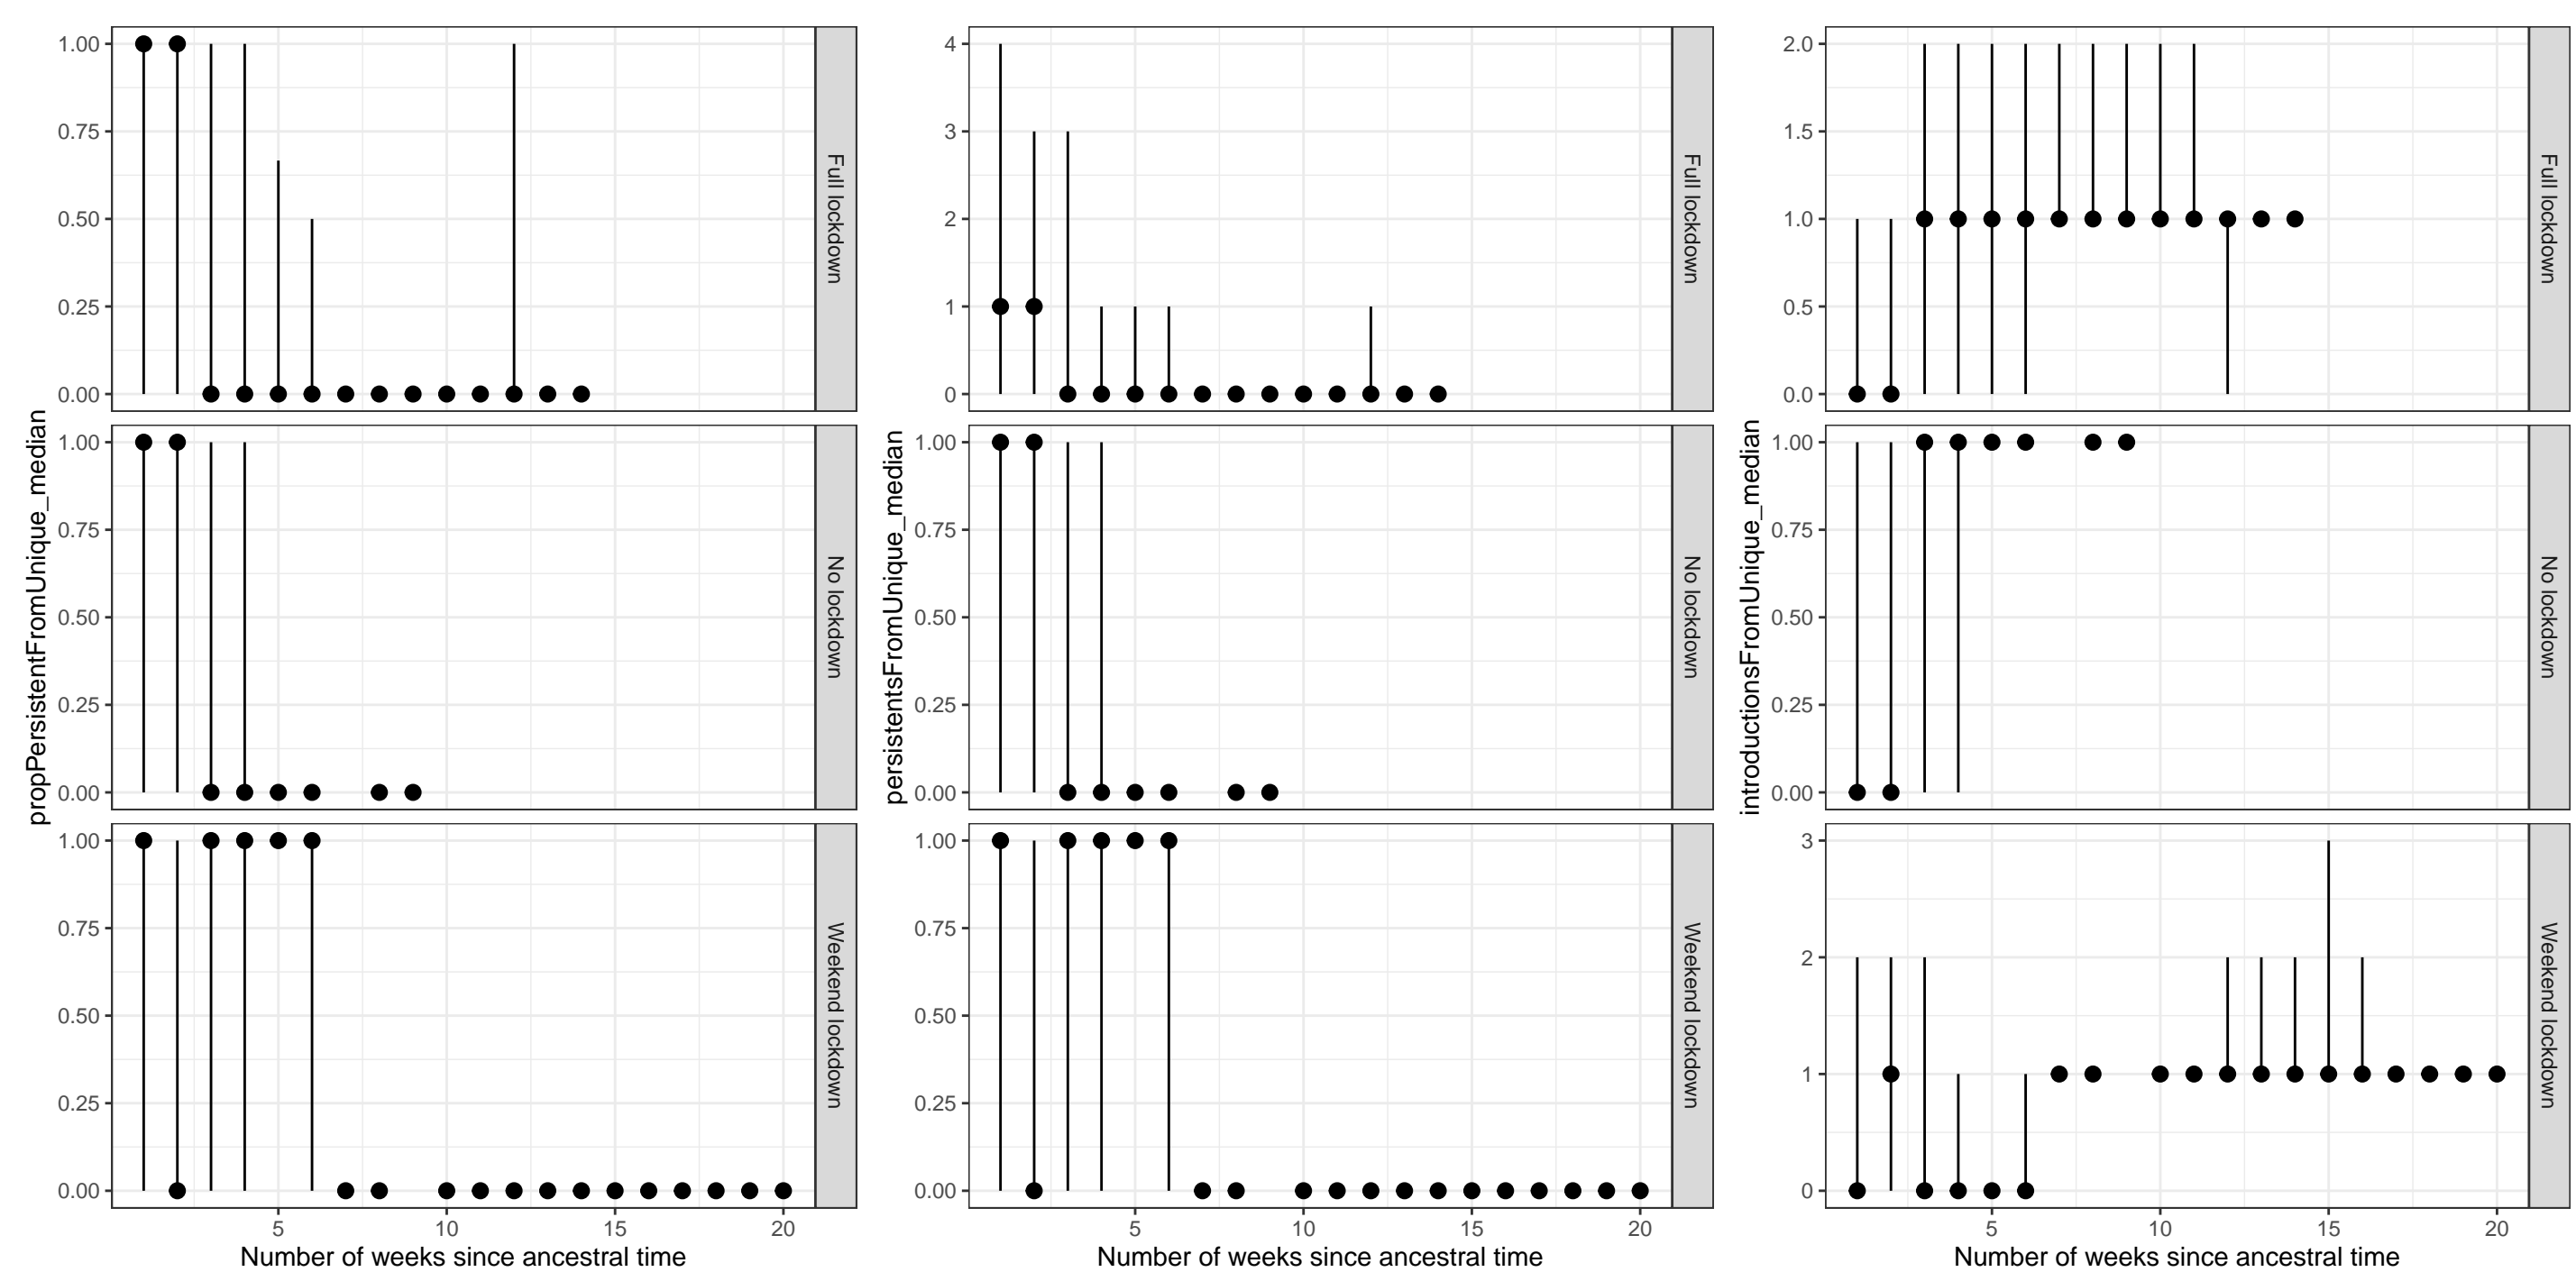 propPersistentFromUnique_median
1.00
0.75
0.50
0.25
0.00
Full lockdown
1.00
0.75
0.50
0.25
0.00
No lockdown
1.00
0.75
0.50
0.25
0.00
Weekend lockdown
5 10 15 20
Number of weeks since ancestral time
persistentsFromUnique_median
4
3
2
1
0
Full lockdown
1.00
0.75
0.50
0.25
0.00
No lockdown
1.00
0.75
0.50
0.25
0.00
Weekend lockdown
5 10 15 20
Number of weeks since ancestral time
introductionsFromUnique_median
2.0
1.5
1.0
0.5
0.0
Full lockdown
1.00
0.75
0.50
0.25
0.00
No lockdown
3
2
1
0
Weekend lockdown
5 10 15 20
Number of weeks since ancestral time